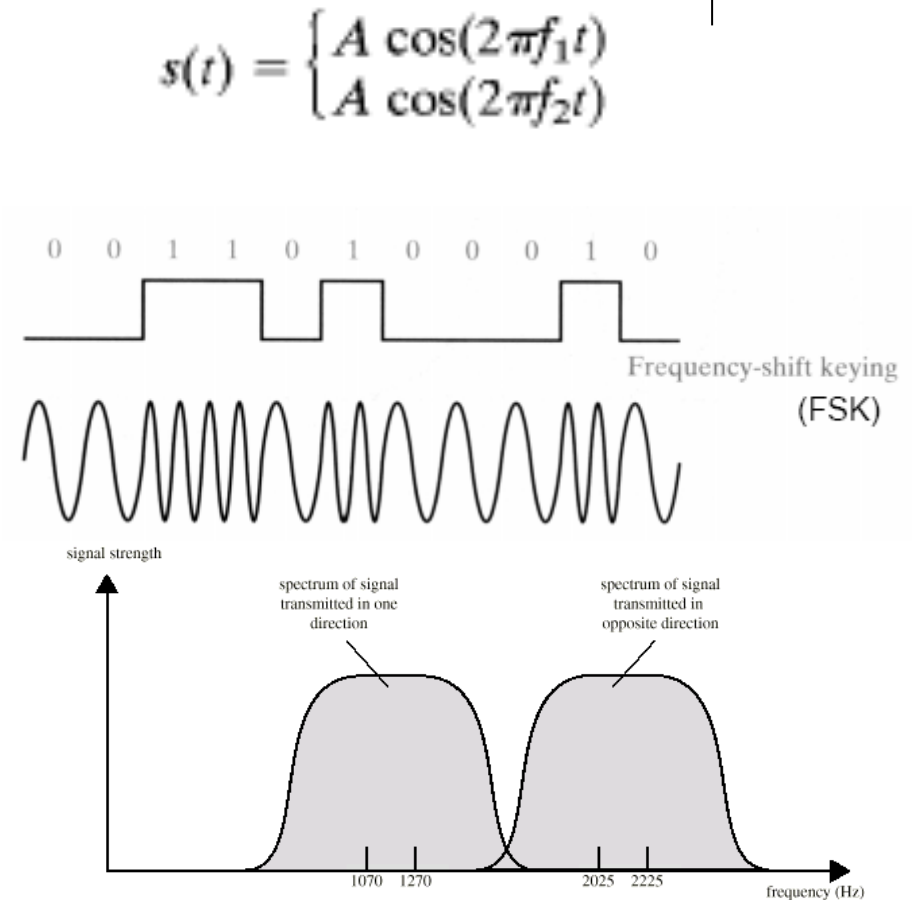 s(t) = { A cos(2πf₁t)
A cos(2πf₂t)
0 0 1 1 0 1 0 0 0 1 0
Frequency-shift keying
(FSK)
signal strength
spectrum of signal
transmitted in one
direction
spectrum of signal
transmitted in
opposite direction
1070 1270 2025 2225
frequency (Hz)